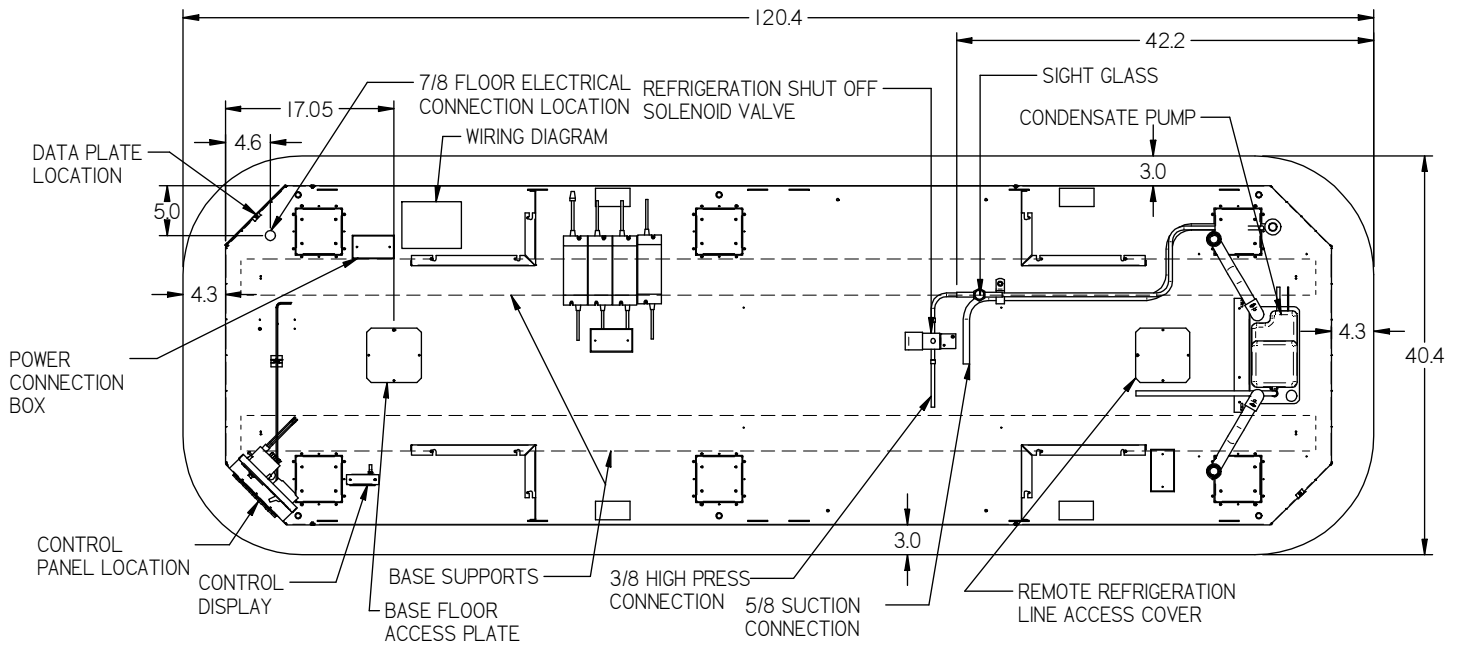 120.4
42.2
7/8 FLOOR ELECTRICAL
CONNECTION LOCATION
REFRIGERATION SHUT OFF
SOLENOID VALVE
SIGHT GLASS
17.05
WIRING DIAGRAM
CONDENSATE PUMP
4.6
DATA PLATE
LOCATION
3.0
5.0
4.3
4.3
40.4
POWER
CONNECTION
BOX
CONTROL
PANEL LOCATION
3.0
CONTROL
DISPLAY
BASE SUPPORTS
3/8 HIGH PRESS
CONNECTION
5/8 SUCTION
CONNECTION
REMOTE REFRIGERATION
LINE ACCESS COVER
BASE FLOOR
ACCESS PLATE